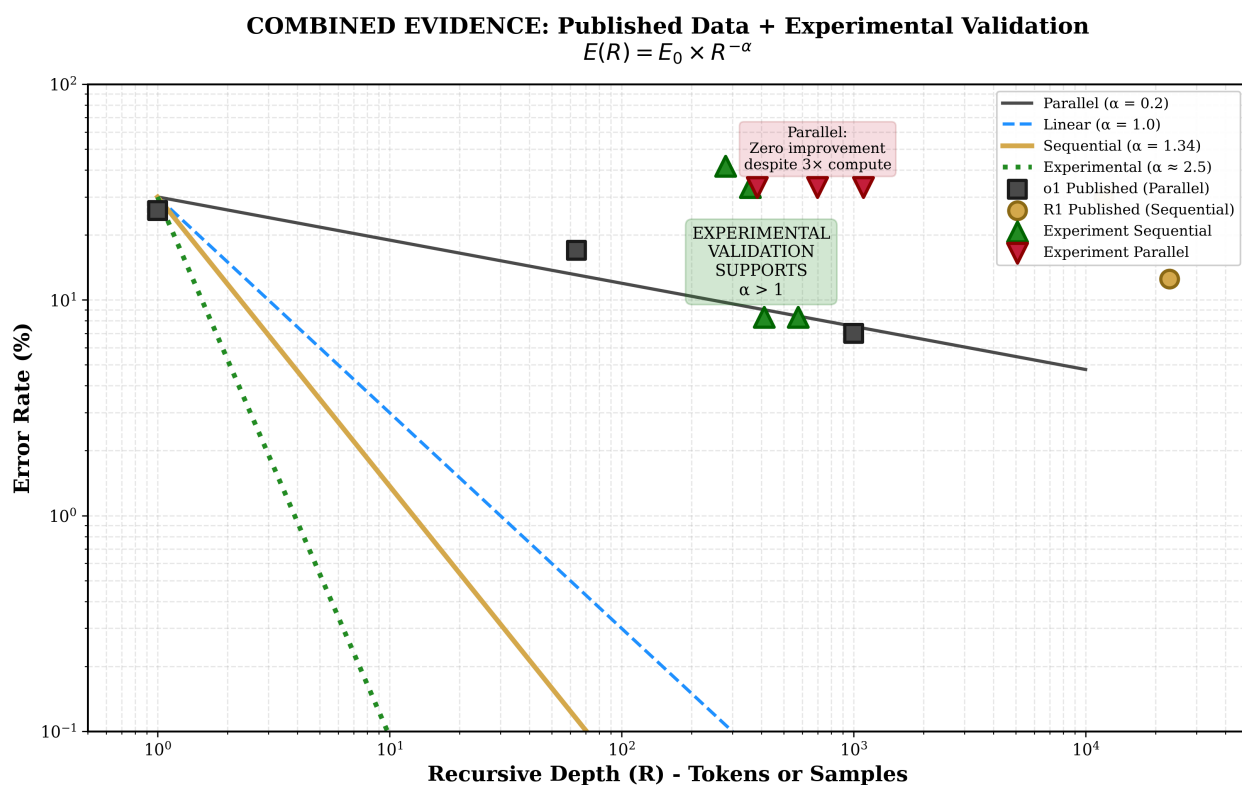 COMBINED EVIDENCE: Published Data + Experimental Validation
E(R) = E₀ × R^{-α}
Parallel (α = 0.2)
Linear (α = 1.0)
Sequential (α = 1.34)
Experimental (α ≈ 2.5)
o1 Published (Parallel)
R1 Published (Sequential)
Experiment Sequential
Experiment Parallel
Parallel:
Zero improvement
despite 3× compute
EXPERIMENTAL
VALIDATION
SUPPORTS
α > 1
Error Rate (%)
10²
10¹
10⁰
10⁻¹
10⁰ 10¹ 10² 10³ 10⁴
Recursive Depth (R) - Tokens or Samples